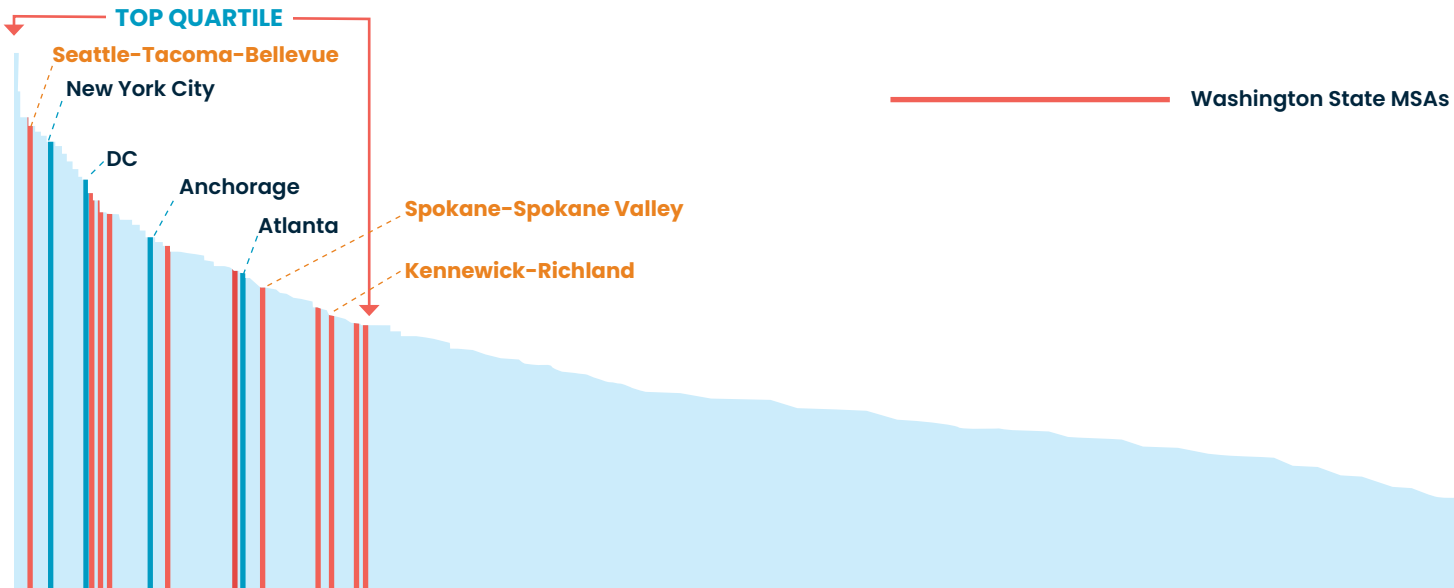 TOP QUARTILE
Seattle-Tacoma-Bellevue
New York City
Washington State MSAs
DC
Anchorage
Spokane-Spokane Valley
Atlanta
Kennewick-Richland